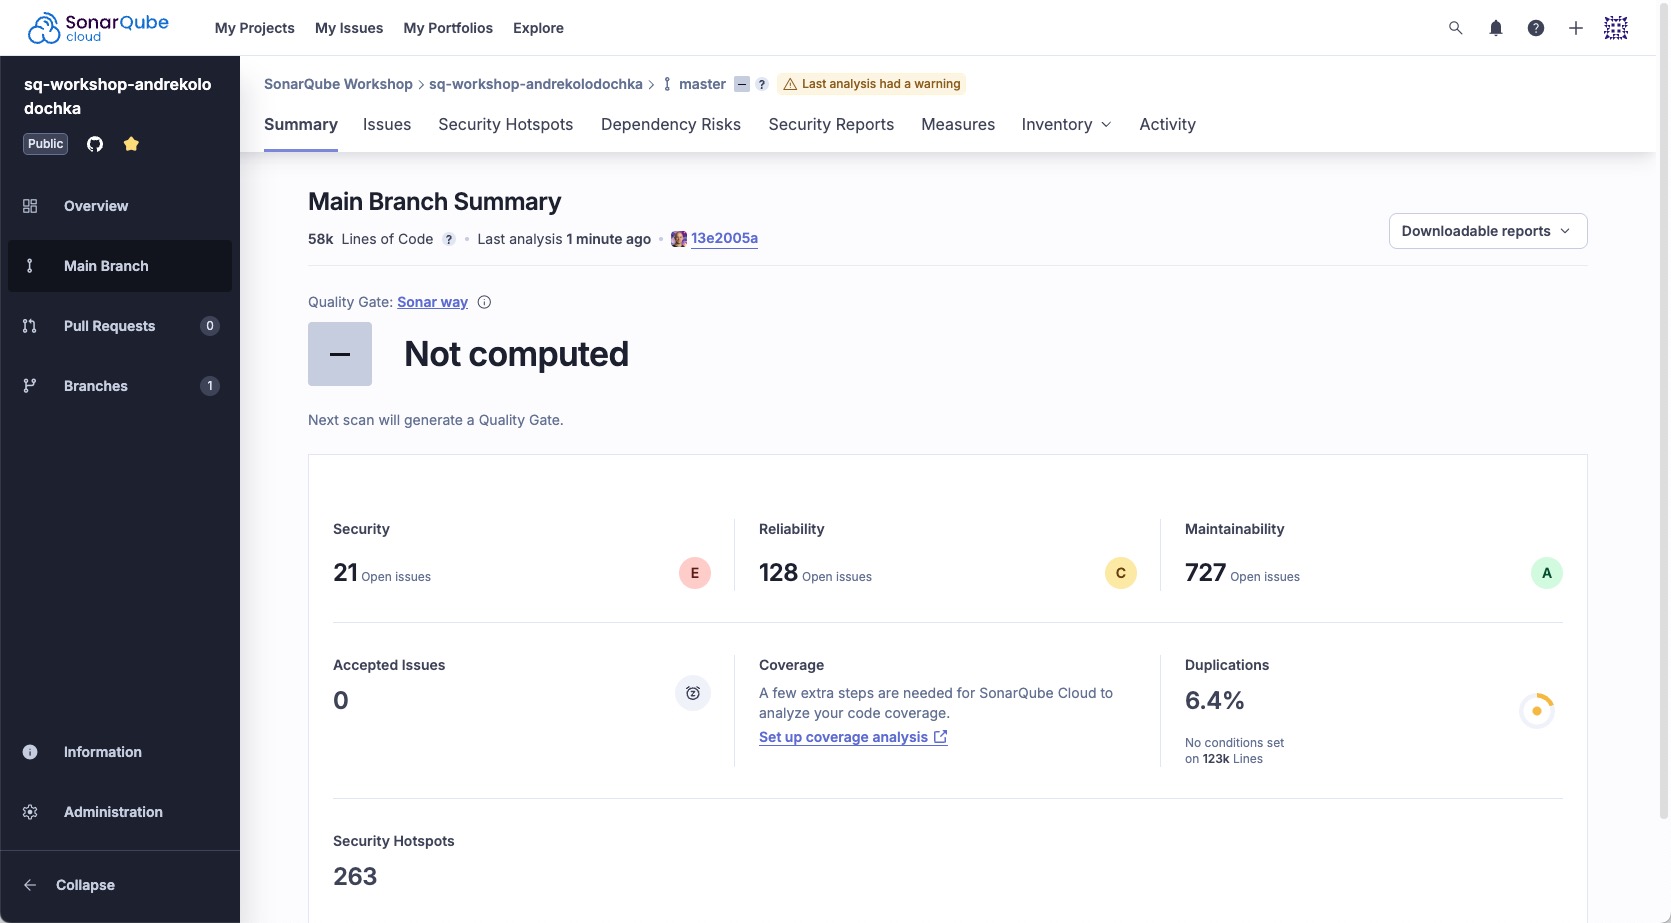 SonarQube cloud
My Projects
My Issues
My Portfolios
Explore
sq-workshop-andrekolo
dochka
Public
Overview
Main Branch
Pull Requests 0
Branches 1
Information
Administration
Collapse
SonarQube Workshop > sq-workshop-andrekolodochka > master – ? Last analysis had a warning
Summary
Issues
Security Hotspots
Dependency Risks
Security Reports
Measures
Inventory
Activity
Main Branch Summary
58k Lines of Code ? • Last analysis 1 minute ago • 13e2005a
Downloadable reports
Quality Gate: Sonar way
Not computed
Next scan will generate a Quality Gate.
Security
21 Open issues E
Reliability
128 Open issues C
Maintainability
727 Open issues A
Accepted Issues
0
Coverage
A few extra steps are needed for SonarQube Cloud to
analyze your code coverage.
Set up coverage analysis
Duplications
6.4%
No conditions set
on 123k Lines
Security Hotspots
263